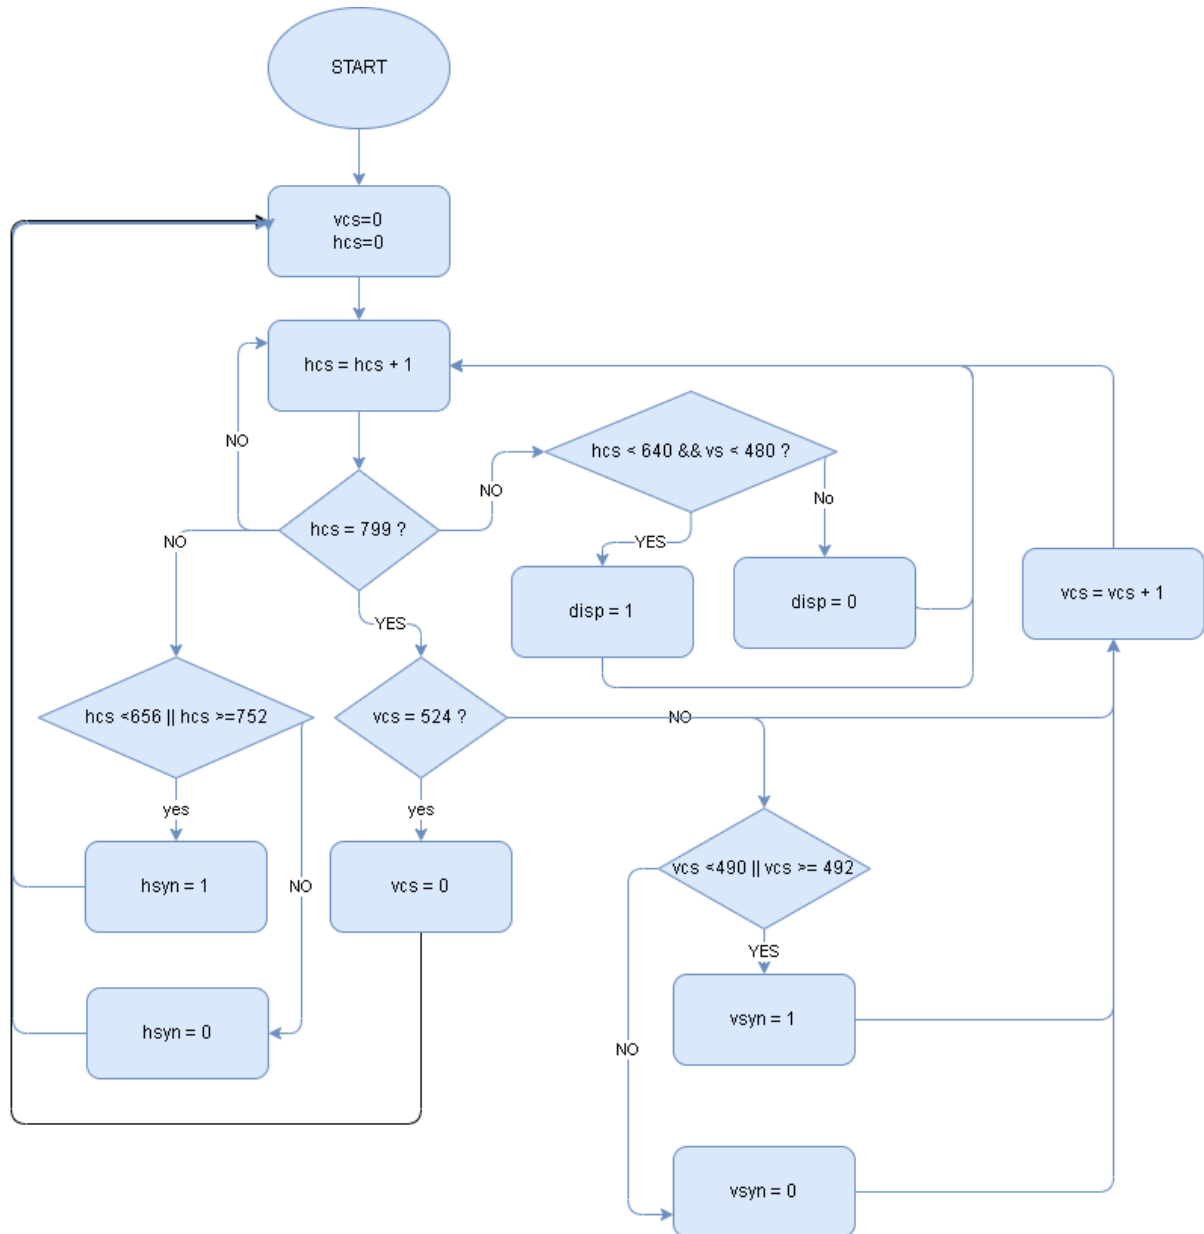 START
vcs=0
hcs=0
hcs = hcs + 1
NO
hcs < 640 && vs < 480 ?
NO
No
hcs = 799 ?
NO
YES
vcs = vcs + 1
disp = 1
disp = 0
YES
hcs <656 || hcs >=752
vcs = 524 ?
NO
yes
yes
vcs <490 || vcs >= 492
hsyn = 1
NO
vcs = 0
YES
vsyn = 1
hsyn = 0
NO
vsyn = 0